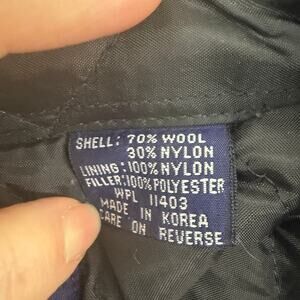 SHELL: 70% WOOL
30% NYLON
LINING: 100% NYLON
FILLER: 100% POLYESTER
WPL 11403
MADE IN KOREA
CARE ON REVERSE